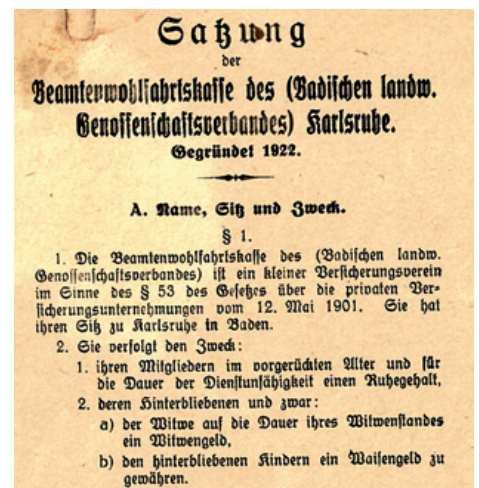 Satzung
der
Beamtenwohlfahrtskasse des (Badischen landw.
Genossenschaftsverbandes) Karlsruhe.
Gegründet 1922.
A. Name, Sitz und Zweck.
§ 1.
1. Die Beamtenwohlfahrtskasse des (Badischen landw.
Genossenschaftsverbandes) ist ein kleiner Versicherungsverein
im Sinne des § 53 des Gesetzes über die privaten Ver-
sicherungsunternehmungen vom 12. Mai 1901. Sie hat
ihren Sitz zu Karlsruhe in Baden.
2. Sie verfolgt den Zweck:
1. ihren Mitgliedern im vorgerückten Alter und für
die Dauer der Dienstunfähigkeit einen Ruhegehalt,
2. deren Hinterbliebenen und zwar:
a) der Witwe auf die Dauer ihres Witwenstandes
ein Witwengeld,
b) den hinterbliebenen Kindern ein Waisengeld zu
gewähren.